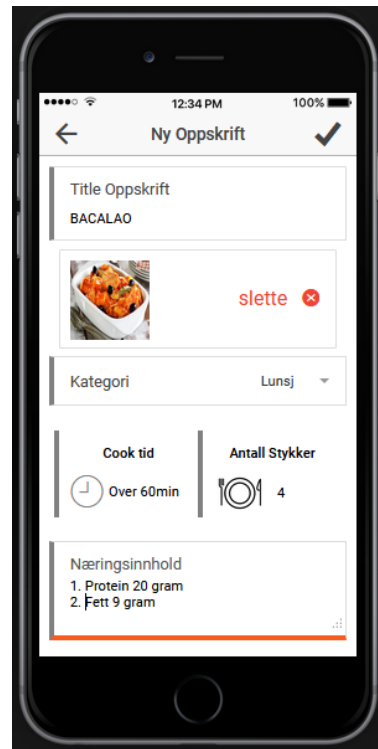 12:34 PM
100%
Ny Oppskrift
Title Oppskrift
BACALAO
slette
Kategori
Lunsj
Cook tid
Antall Stykker
Over 60min
4
Næringsinnhold
1. Protein 20 gram
2. Fett 9 gram